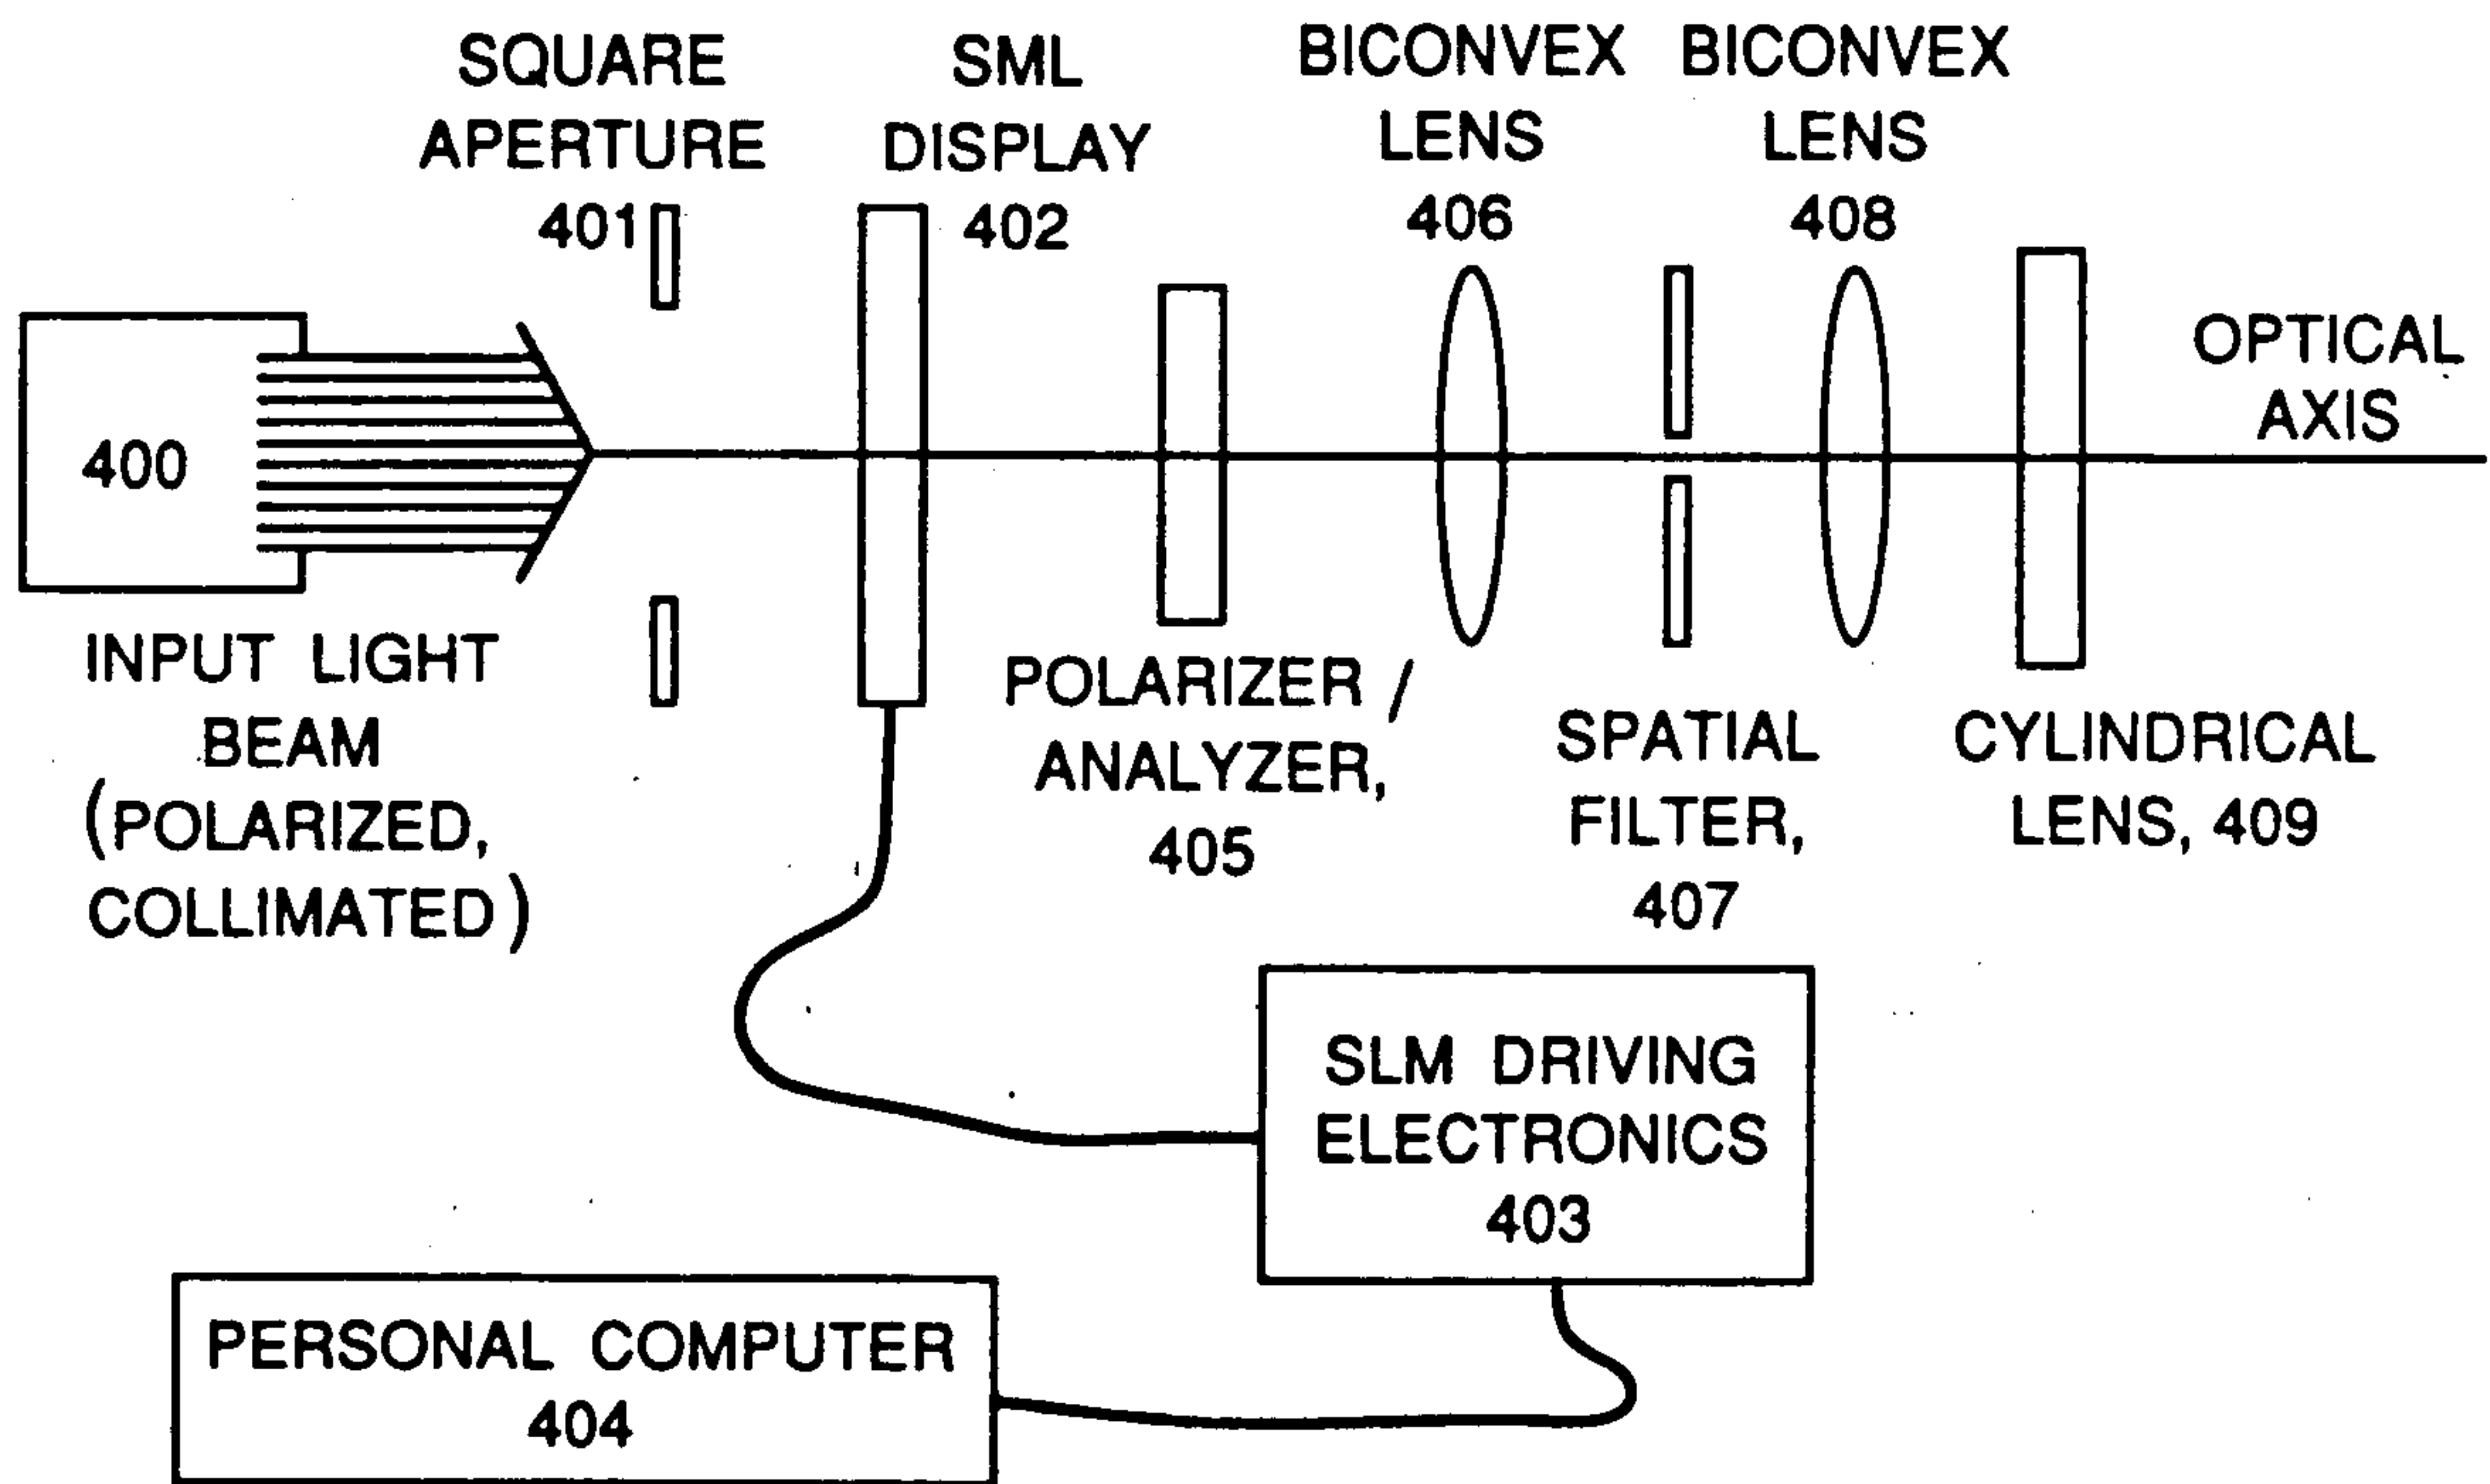 SQUARE
APERTURE
401
SML
DISPLAY
402
BICONVEX
LENS
406
BICONVEX
LENS
408
OPTICAL
AXIS
400
INPUT LIGHT
BEAM
(POLARIZED,
COLLIMATED)
POLARIZER /
ANALYZER,
405
SPATIAL
FILTER,
407
CYLINDRICAL
LENS, 409
SLM DRIVING
ELECTRONICS
403
PERSONAL COMPUTER
404